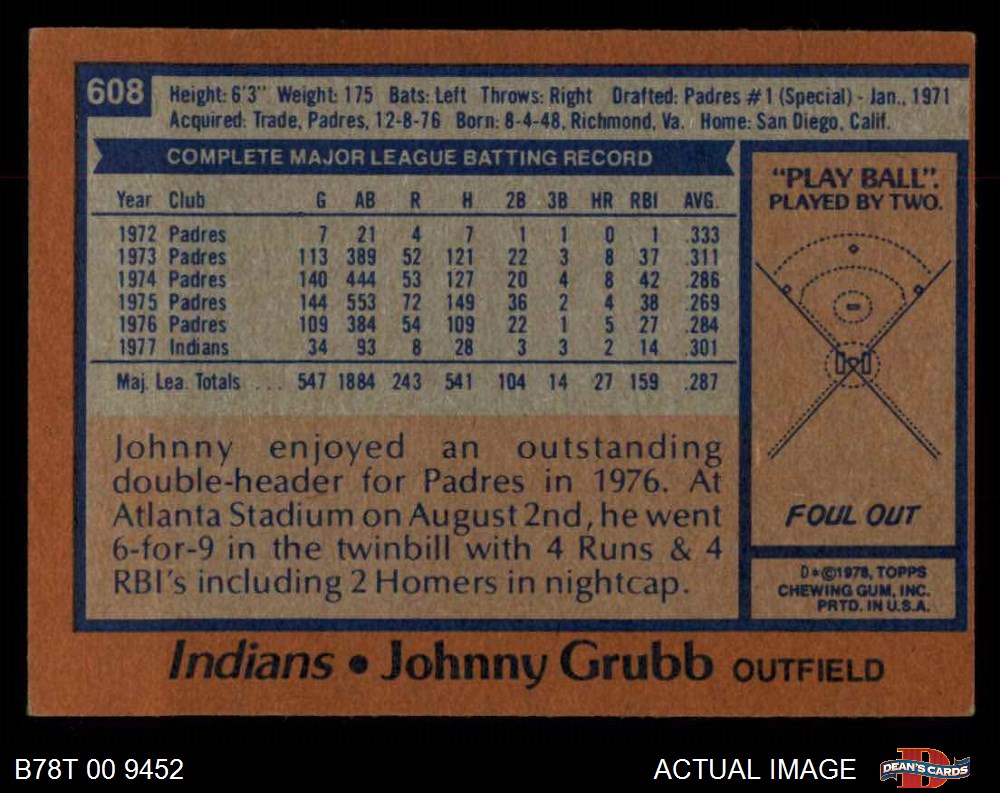 608
Height: 6'3" Weight: 175 Bats: Left Throws: Right Drafted: Padres #1 (Special) - Jan., 1971
Acquired: Trade, Padres, 12-8-76 Born: 8-4-48, Richmond, Va. Home: San Diego, Calif.
COMPLETE MAJOR LEAGUE BATTING RECORD
Year Club G AB R H 2B 3B HR RBI AVG.
1972 Padres 7 21 4 7 1 1 0 1 .333
1973 Padres 113 389 52 121 22 3 8 37 .311
1974 Padres 140 444 53 127 20 4 8 42 .286
1975 Padres 144 553 72 149 36 2 4 38 .269
1976 Padres 109 384 54 109 22 1 5 27 .284
1977 Indians 34 93 8 28 3 3 2 14 .301
Maj. Lea. Totals ... 547 1884 243 541 104 14 27 159 .287
Johnny enjoyed an outstanding
double-header for Padres in 1976. At
Atlanta Stadium on August 2nd, he went
6-for-9 in the twinbill with 4 Runs & 4
RBI's including 2 Homers in nightcap.
"PLAY BALL".
PLAYED BY TWO.
FOUL OUT
D*©1978, TOPPS
CHEWING GUM, INC.
PRTD. IN U.S.A.
Indians • Johnny Grubb OUTFIELD
B78T 00 9452
ACTUAL IMAGE
DEAN'S CARDS